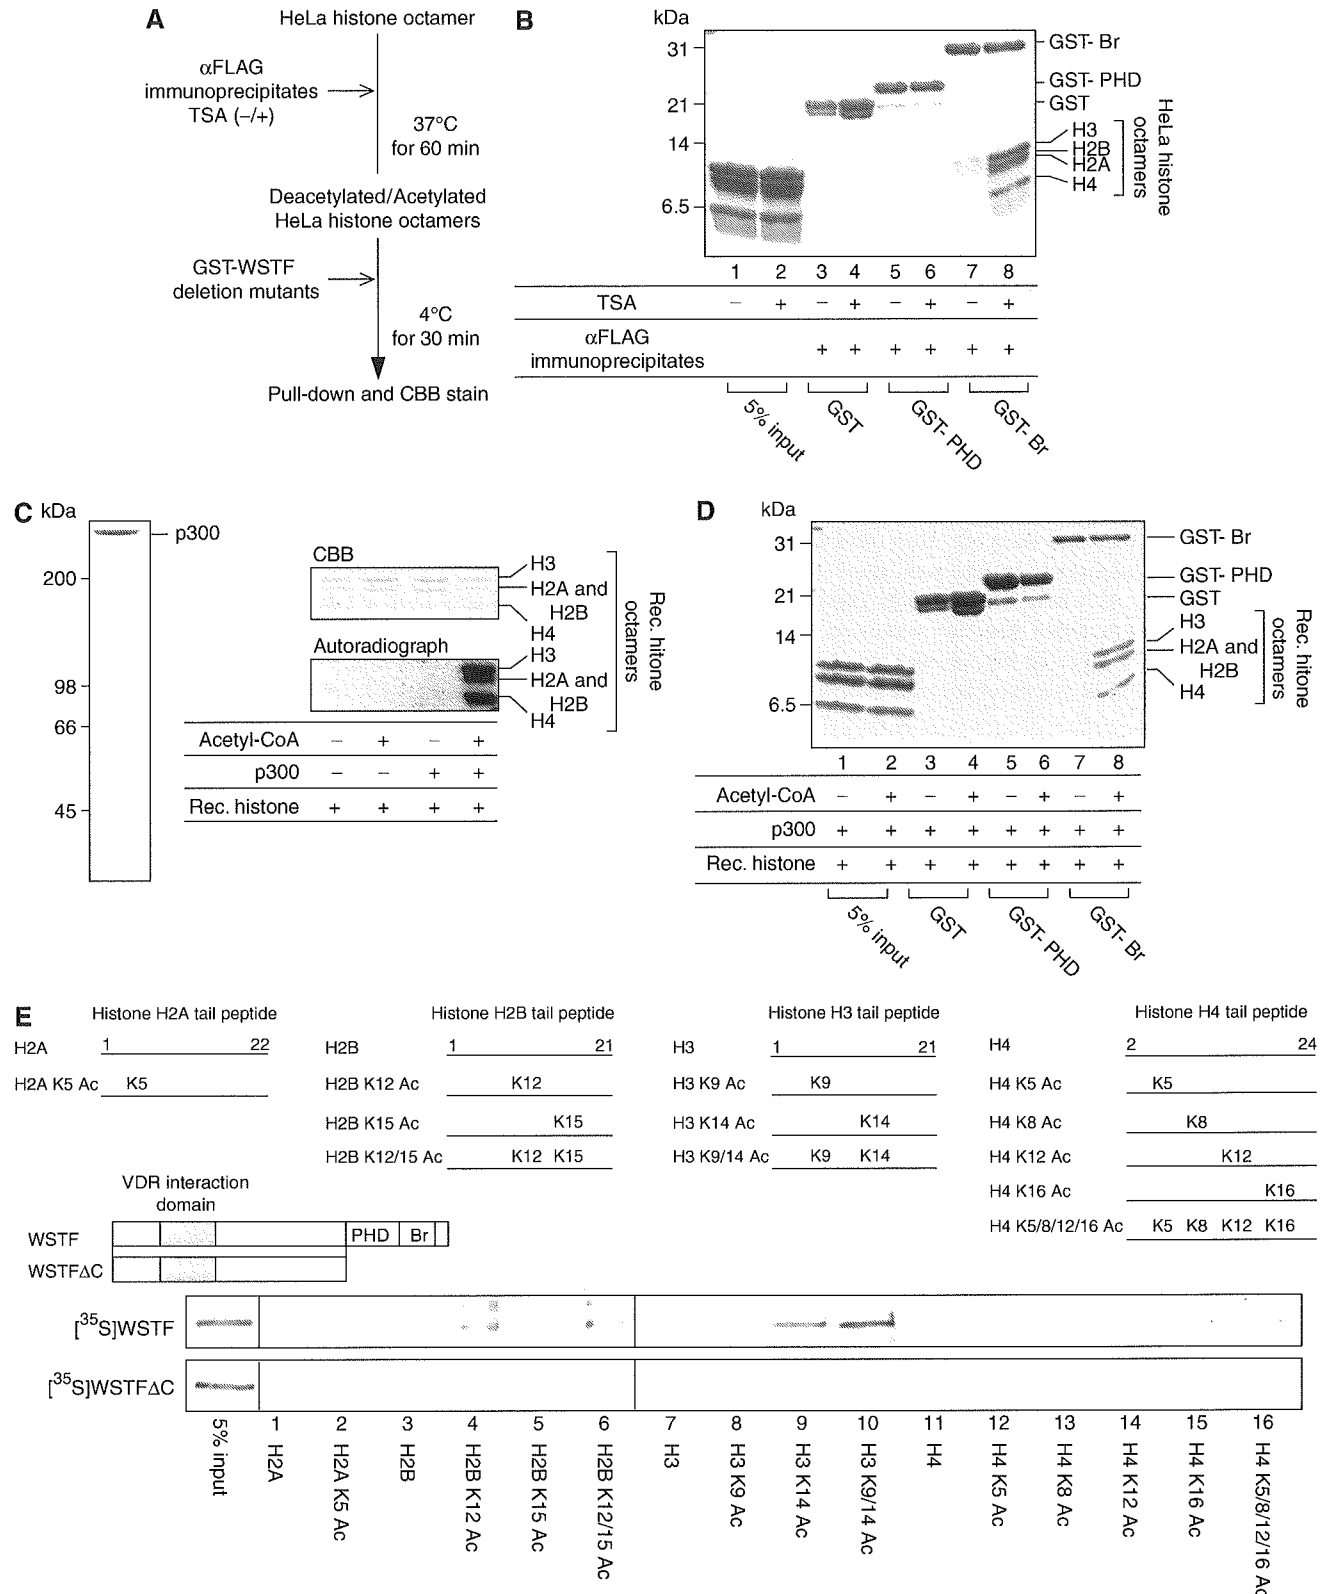 A
HeLa histone octamer
αFLAG
immunoprecipitates
TSA (–/+)
37°C
for 60 min
Deacetylated/Acetylated
HeLa histone octamers
GST-WSTF
deletion mutants
4°C
for 30 min
Pull-down and CBB stain
B
kDa
31
21
14
6.5
GST- Br
GST- PHD
GST
H3
H2B
H2A
H4
HeLa histone
octamers
1 2 3 4 5 6 7 8
TSA – + – + – + – +
αFLAG
immunoprecipitates + + + + + +
5% input
GST
GST- PHD
GST- Br
C
kDa
200
98
66
45
p300
CBB
H3
H2A and
H2B
H4
Autoradiograph
H3
H2A and
H2B
H4
Rec. hitone
octamers
Acetyl-CoA – + – +
p300 – – + +
Rec. histone + + + +
D
kDa
31
21
14
6.5
GST- Br
GST- PHD
GST
H3
H2A and
H2B
H4
Rec. hitone
octamers
1 2 3 4 5 6 7 8
Acetyl-CoA – + – + – + – +
p300 + + + + + + + +
Rec. histone + + + + + + + +
5% input
GST
GST- PHD
GST- Br
E
Histone H2A tail peptide
H2A 1 22
H2A K5 Ac K5
Histone H2B tail peptide
H2B 1 21
H2B K12 Ac K12
H2B K15 Ac K15
H2B K12/15 Ac K12 K15
Histone H3 tail peptide
H3 1 21
H3 K9 Ac K9
H3 K14 Ac K14
H3 K9/14 Ac K9 K14
Histone H4 tail peptide
H4 2 24
H4 K5 Ac K5
H4 K8 Ac K8
H4 K12 Ac K12
H4 K16 Ac K16
H4 K5/8/12/16 Ac K5 K8 K12 K16
VDR interaction
domain
WSTF PHD Br
WSTFΔC
[35S]WSTF
[35S]WSTFΔC
5% input
1 H2A
2 H2A K5 Ac
3 H2B
4 H2B K12 Ac
5 H2B K15 Ac
6 H2B K12/15 Ac
7 H3
8 H3 K9 Ac
9 H3 K14 Ac
10 H3 K9/14 Ac
11 H4
12 H4 K5 Ac
13 H4 K8 Ac
14 H4 K12 Ac
15 H4 K16 Ac
16 H4 K5/8/12/16 Ac